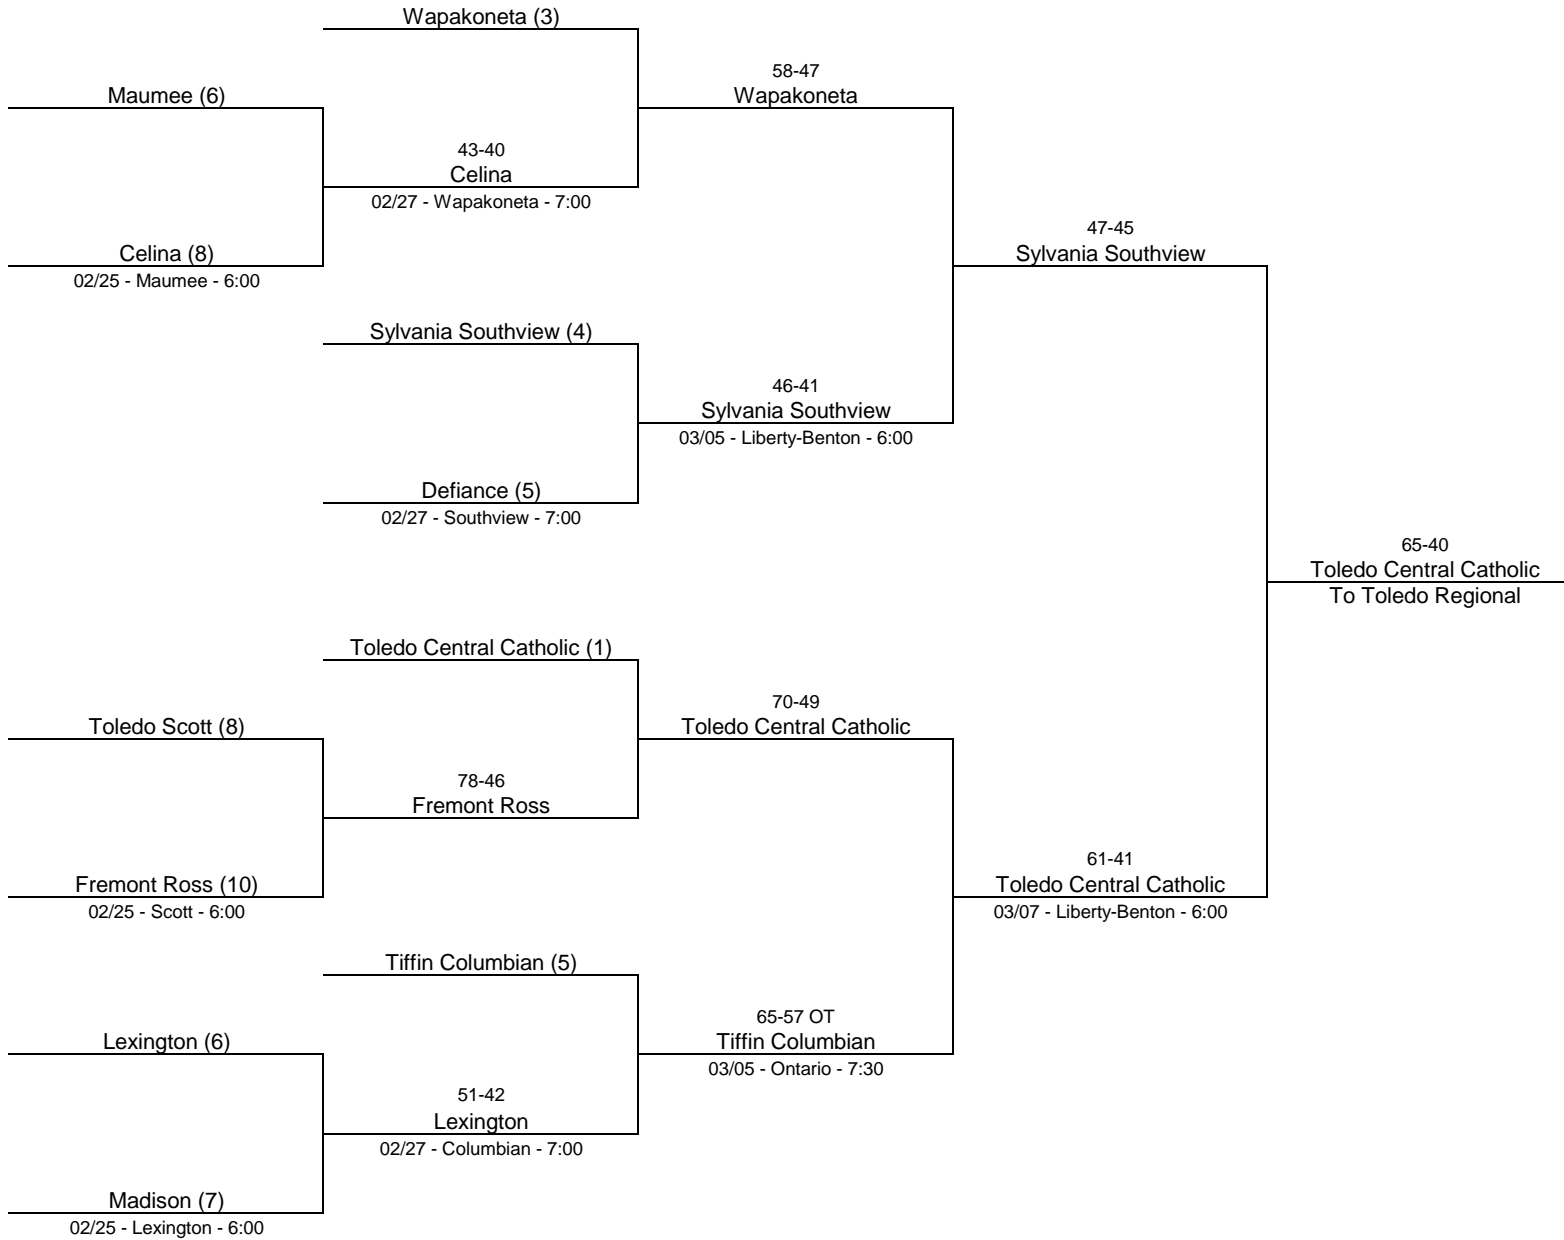 Wapakoneta (3)
58-47
Maumee (6)
Wapakoneta
43-40
Celina
02/27 - Wapakoneta - 7:00
47-45
Celina (8)
Sylvania Southview
02/25 - Maumee - 6:00
Sylvania Southview (4)
46-41
Sylvania Southview
03/05 - Liberty-Benton - 6:00
Defiance (5)
02/27 - Southview - 7:00
65-40
Toledo Central Catholic
To Toledo Regional
Toledo Central Catholic (1)
70-49
Toledo Scott (8)
Toledo Central Catholic
78-46
Fremont Ross
61-41
Fremont Ross (10)
Toledo Central Catholic
02/25 - Scott - 6:00
03/07 - Liberty-Benton - 6:00
Tiffin Columbian (5)
65-57 OT
Lexington (6)
Tiffin Columbian
03/05 - Ontario - 7:30
51-42
Lexington
02/27 - Columbian - 7:00
Madison (7)
02/25 - Lexington - 6:00